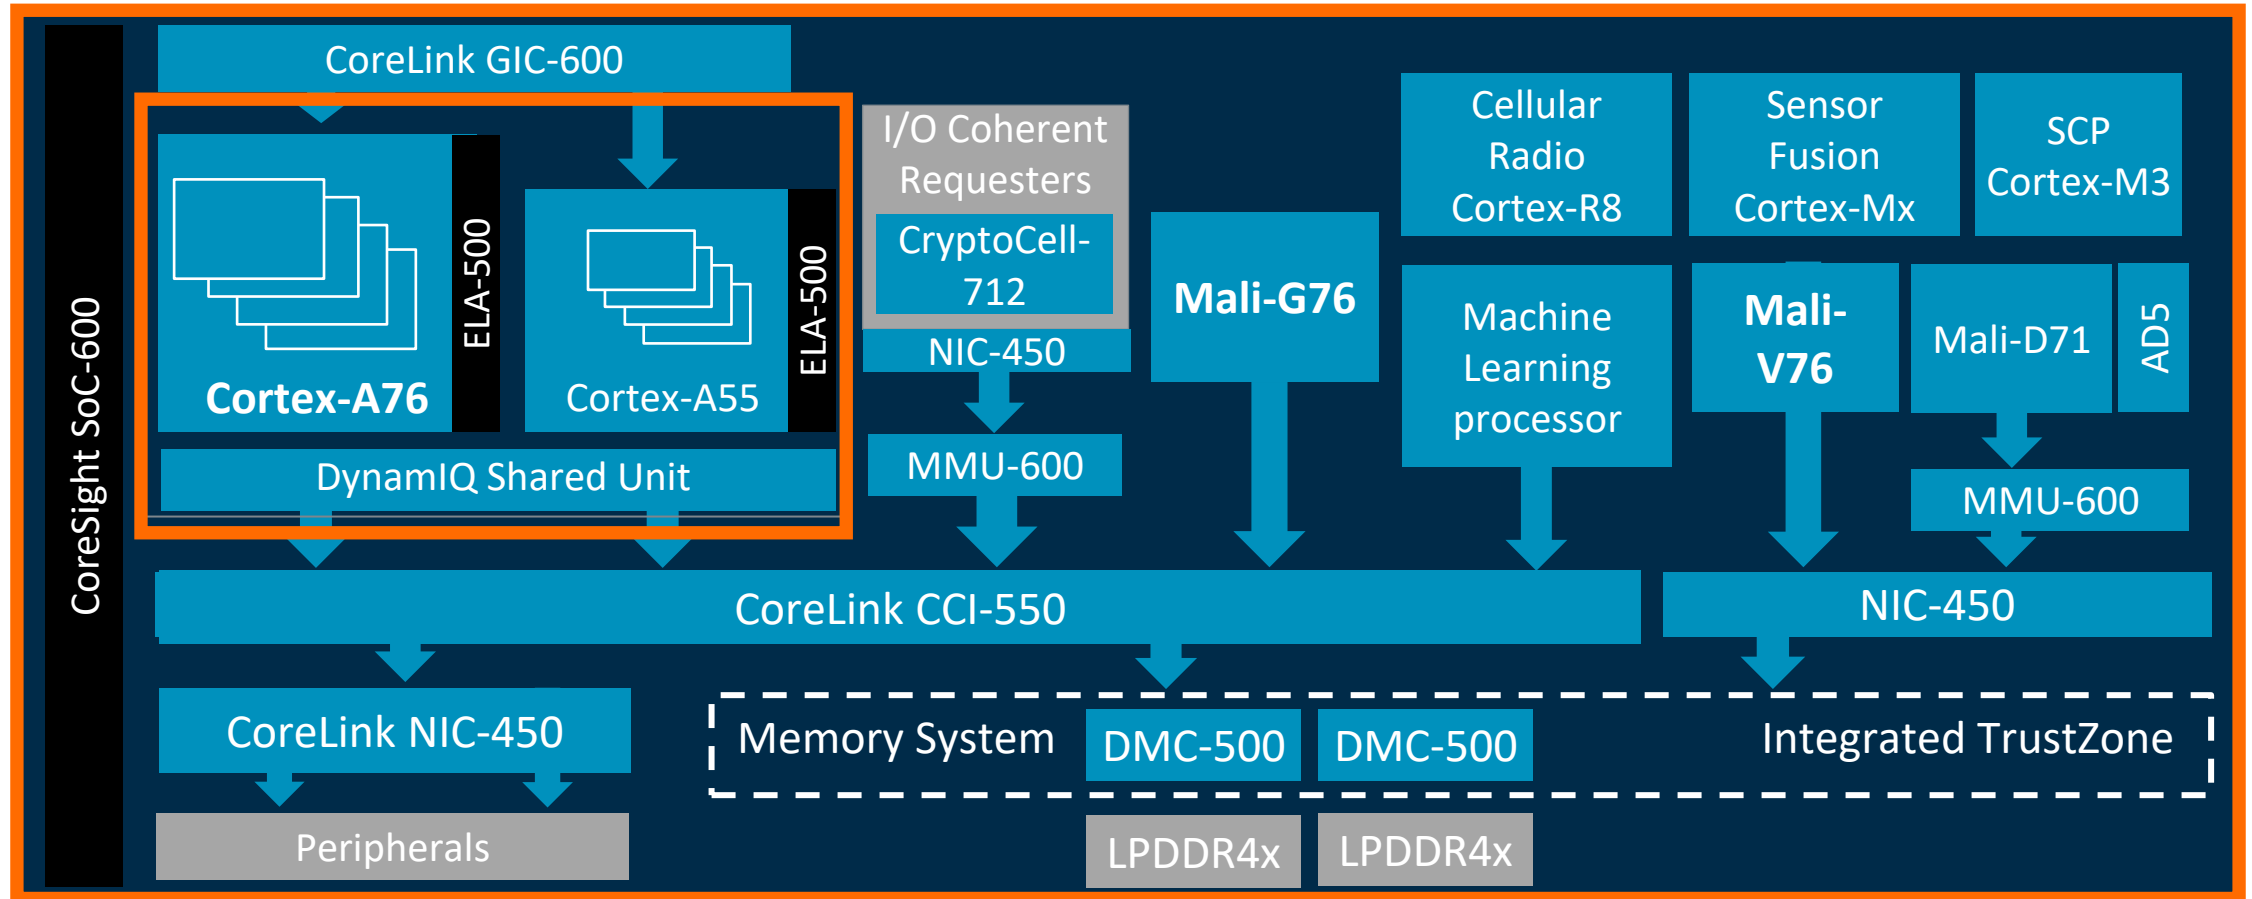 CoreSight SoC-600
CoreLink GIC-600
Cortex-A76
ELA-500
Cortex-A55
ELA-500
DynamIQ Shared Unit
I/O Coherent
Requesters
CryptoCell-
712
NIC-450
MMU-600
Mali-G76
Cellular
Radio
Cortex-R8
Sensor
Fusion
Cortex-Mx
SCP
Cortex-M3
Machine
Learning
processor
Mali-
V76
Mali-D71
AD5
MMU-600
CoreLink CCI-550
NIC-450
CoreLink NIC-450
Memory System
DMC-500
DMC-500
Integrated TrustZone
Peripherals
LPDDR4x
LPDDR4x